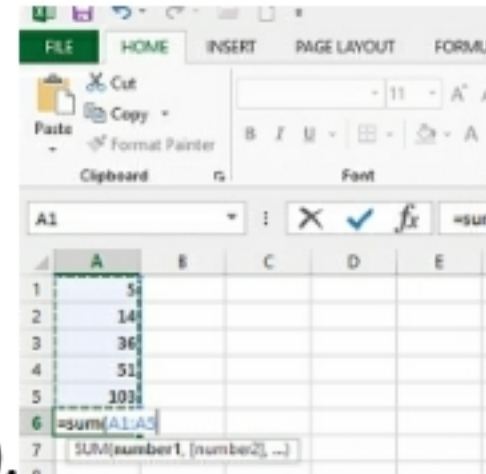 FILE HOME INSERT PAGE LAYOUT FORMU
Cut
11 A A
Copy
Paste
B I U A
Format Painter
Clipboard Font
A1 fx =su
A B C D E
1 5
2 14
3 36
4 51
5 103
6 =sum(A1:A5
).
7 SUM(number1, [number2], ...)